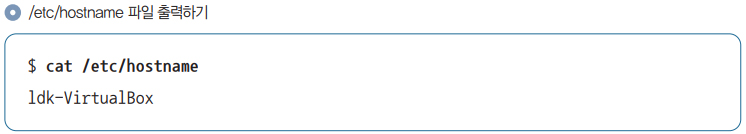 /etc/hostname 파일 출력하기
$ cat /etc/hostname
ldk-VirtualBox